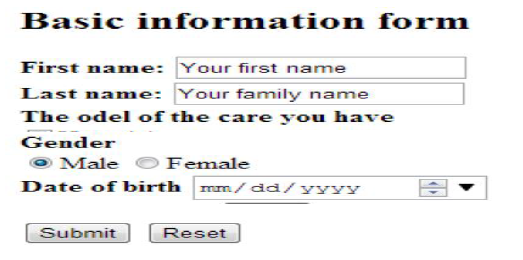 Basic information form
First name: Your first name
Last name: Your family name
The odel of the care you have
Gender
Male Female
Date of birth mm/dd/yyyy
Submit Reset